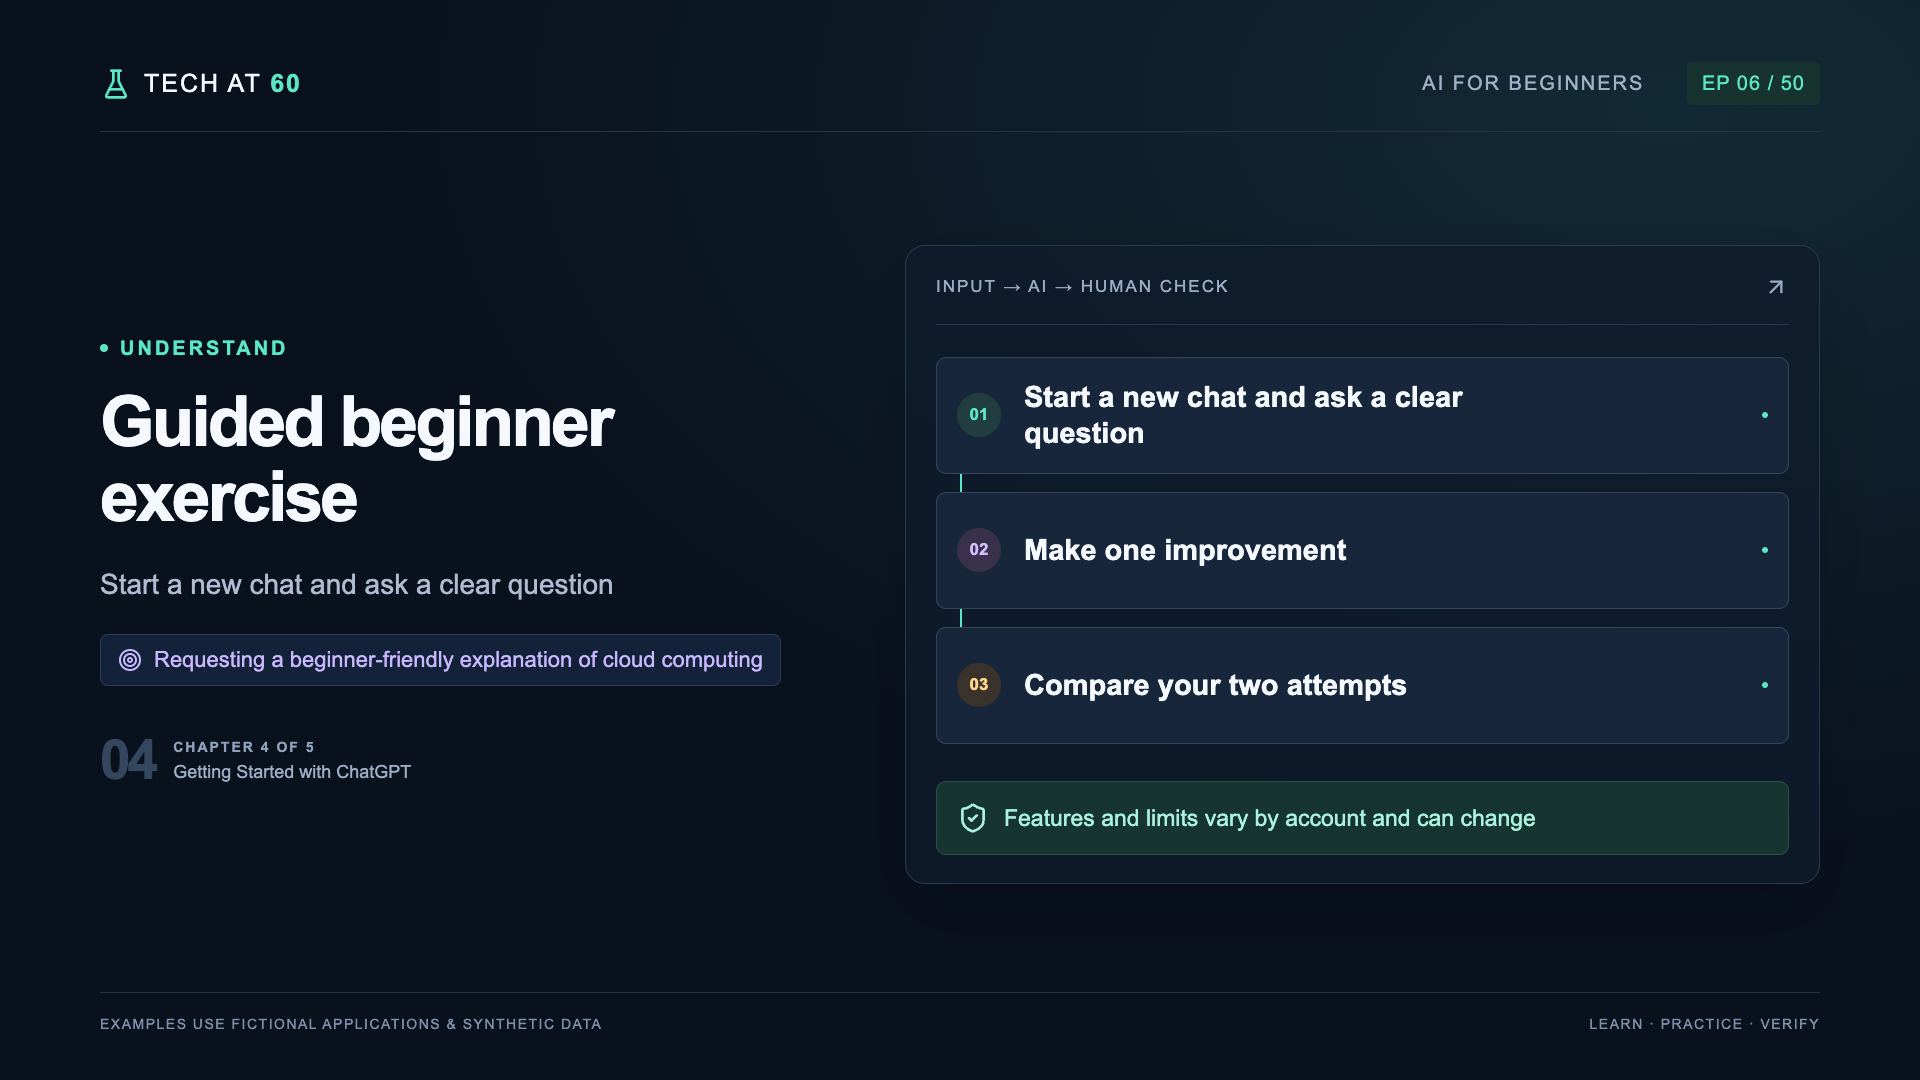 TECH AT 60
AI FOR BEGINNERS
EP 06 / 50
UNDERSTAND
Guided beginner
exercise
Start a new chat and ask a clear question
Requesting a beginner-friendly explanation of cloud computing
04
CHAPTER 4 OF 5
Getting Started with ChatGPT
INPUT → AI → HUMAN CHECK
01
Start a new chat and ask a clear
question
02
Make one improvement
03
Compare your two attempts
Features and limits vary by account and can change
EXAMPLES USE FICTIONAL APPLICATIONS & SYNTHETIC DATA
LEARN · PRACTICE · VERIFY